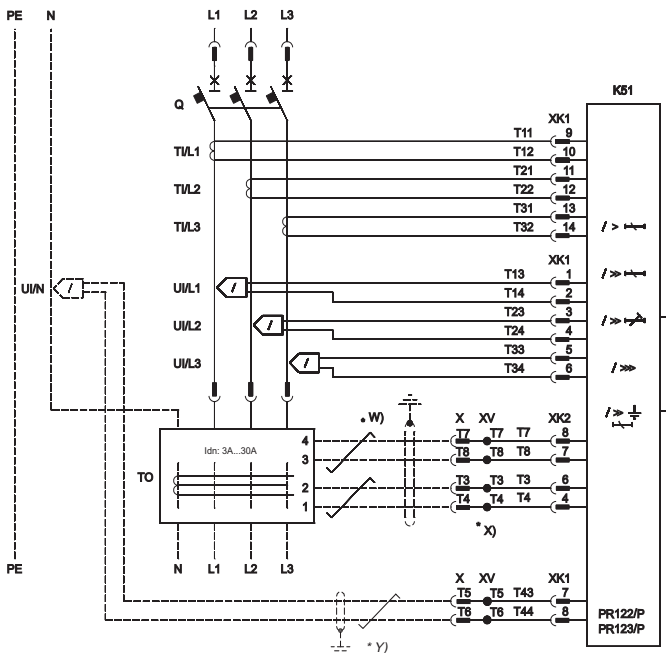 PE N L1 L2 L3
K51
Q
XK1
T11 9
TI/L1 T12 10
T21 11
TI/L2 T22 12
T31 13
TI/L3 T32 14
I >
XK1
I >>
T13 1
UI/N / UI/L1 / T14 2
T23 3
UI/L2 / T24 4
I >>
T33 5
UI/L3 / T34 6
I >>>
I >>
* W)
X XV XK2
4 T7 T7 T7 8
Idn: 3A...30A
3 T8 T8 T8 7
TO
2 T3 T3 T3 6
1 T4 T4 T4 4
* X)
PE N L1 L2 L3
X XV XK1
T5 T5 T43 7
T6 T6 T44 8
PR122/P
PR123/P
* Y)